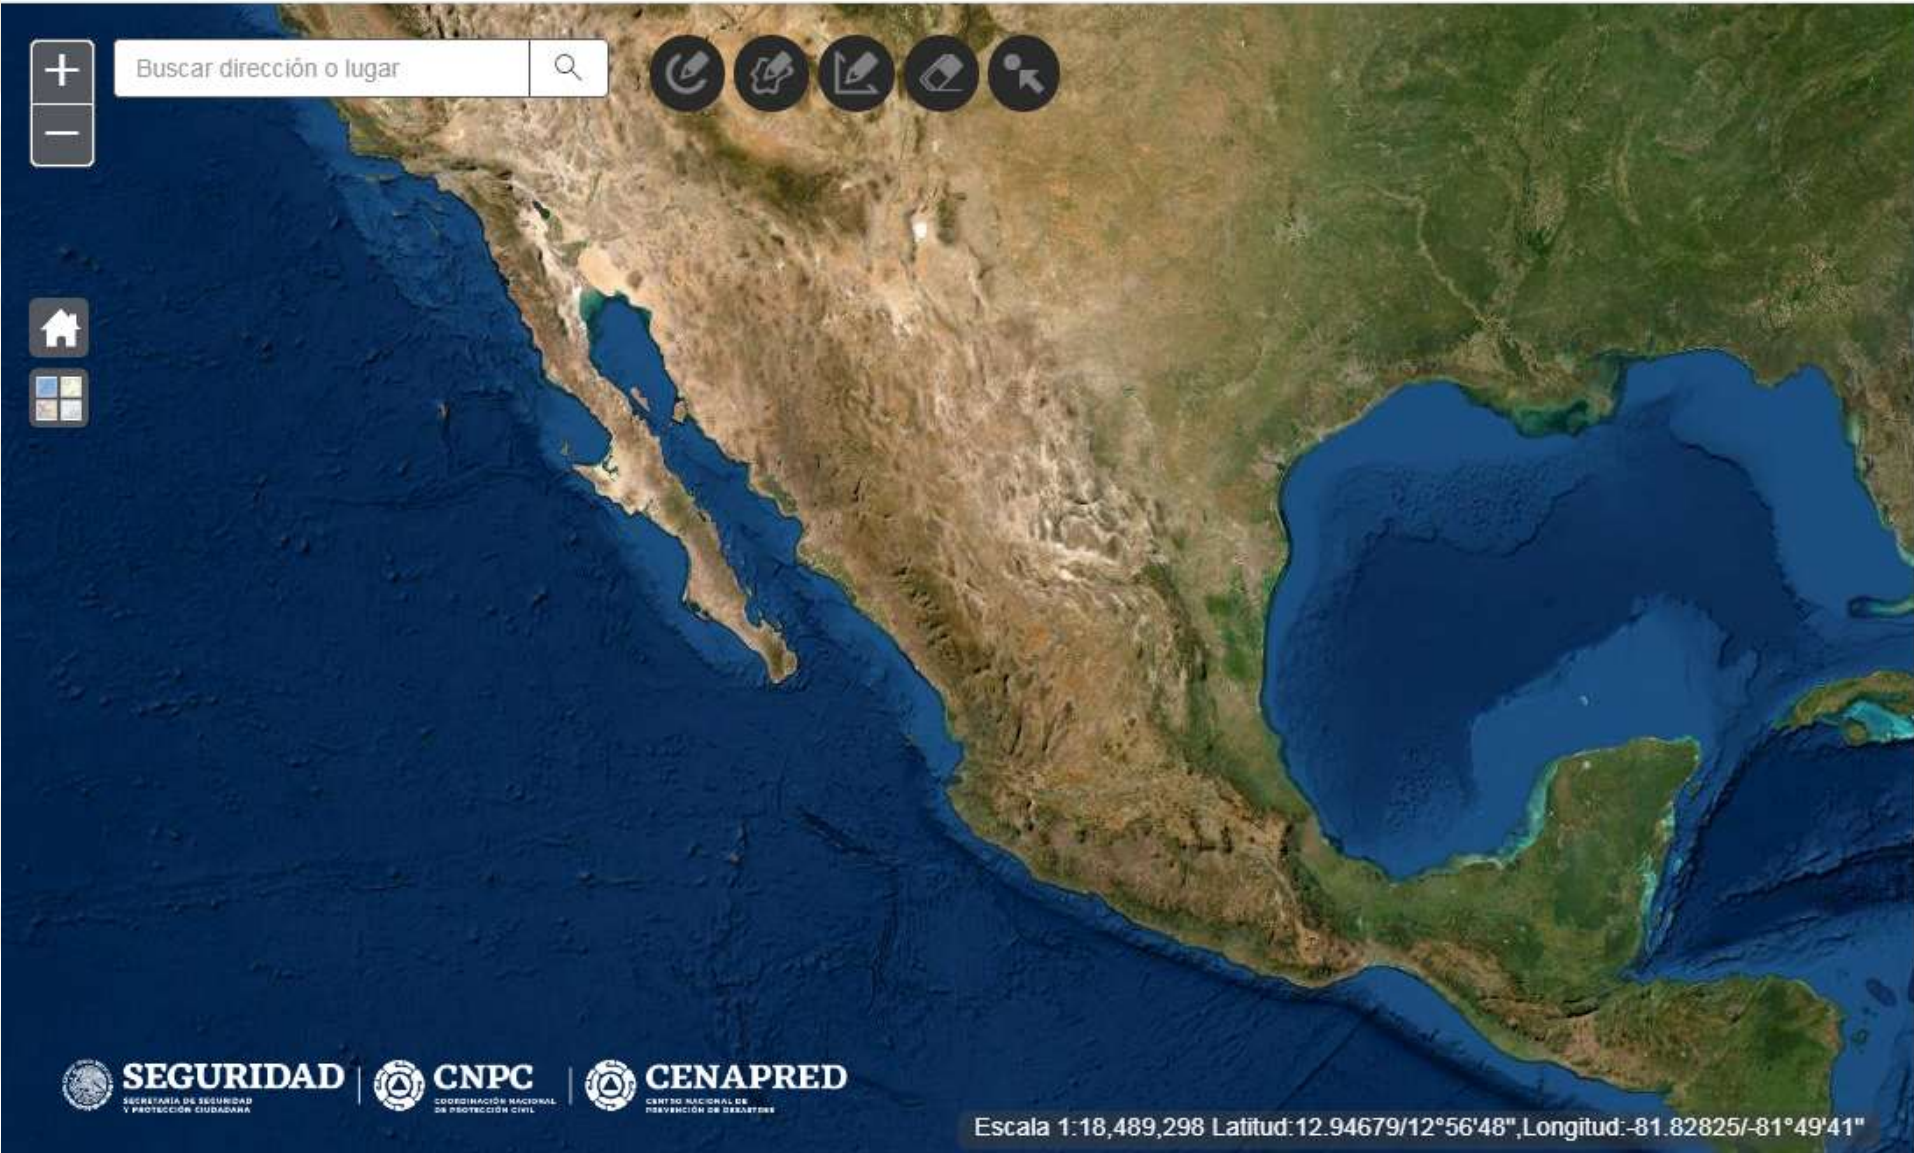 Buscar dirección o lugar
SEGURIDAD
SECRETARÍA DE SEGURIDAD
Y PROTECCIÓN CIUDADANA
CNPC
COORDINACIÓN NACIONAL
DE PROTECCIÓN CIVIL
CENAPRED
CENTRO NACIONAL DE
PREVENCIÓN DE DESASTRES
Escala 1:18,489,298 Latitud:12.94679/12°56'48",Longitud:-81.82825/-81°49'41"